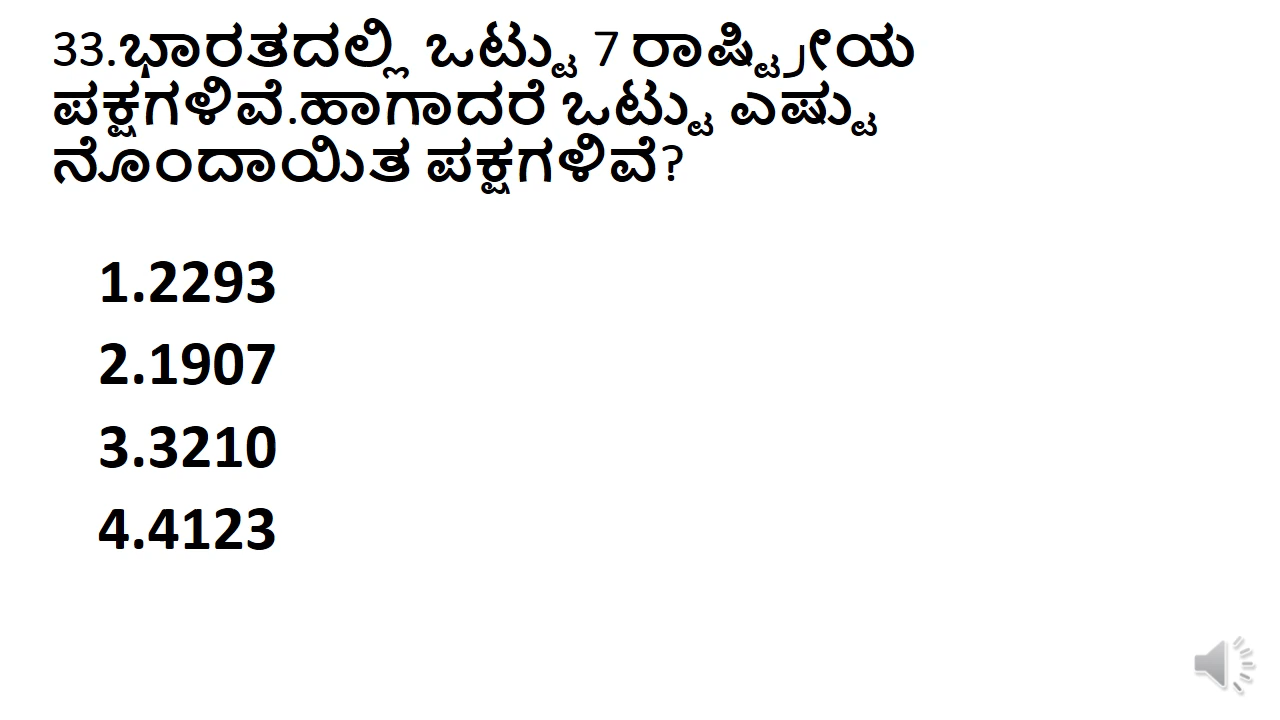 33.ಭಾರತದಲ್ಲಿ ಒಟ್ಟು 7 ರಾಷ್ಟ್ರೀಯ
ಪಕ್ಷಗಳಿವೆ.ಹಾಗಾದರೆ ಒಟ್ಟು ಎಷ್ಟು
ನೊಂದಾಯಿತ ಪಕ್ಷಗಳಿವೆ?
1.2293
2.1907
3.3210
4.4123